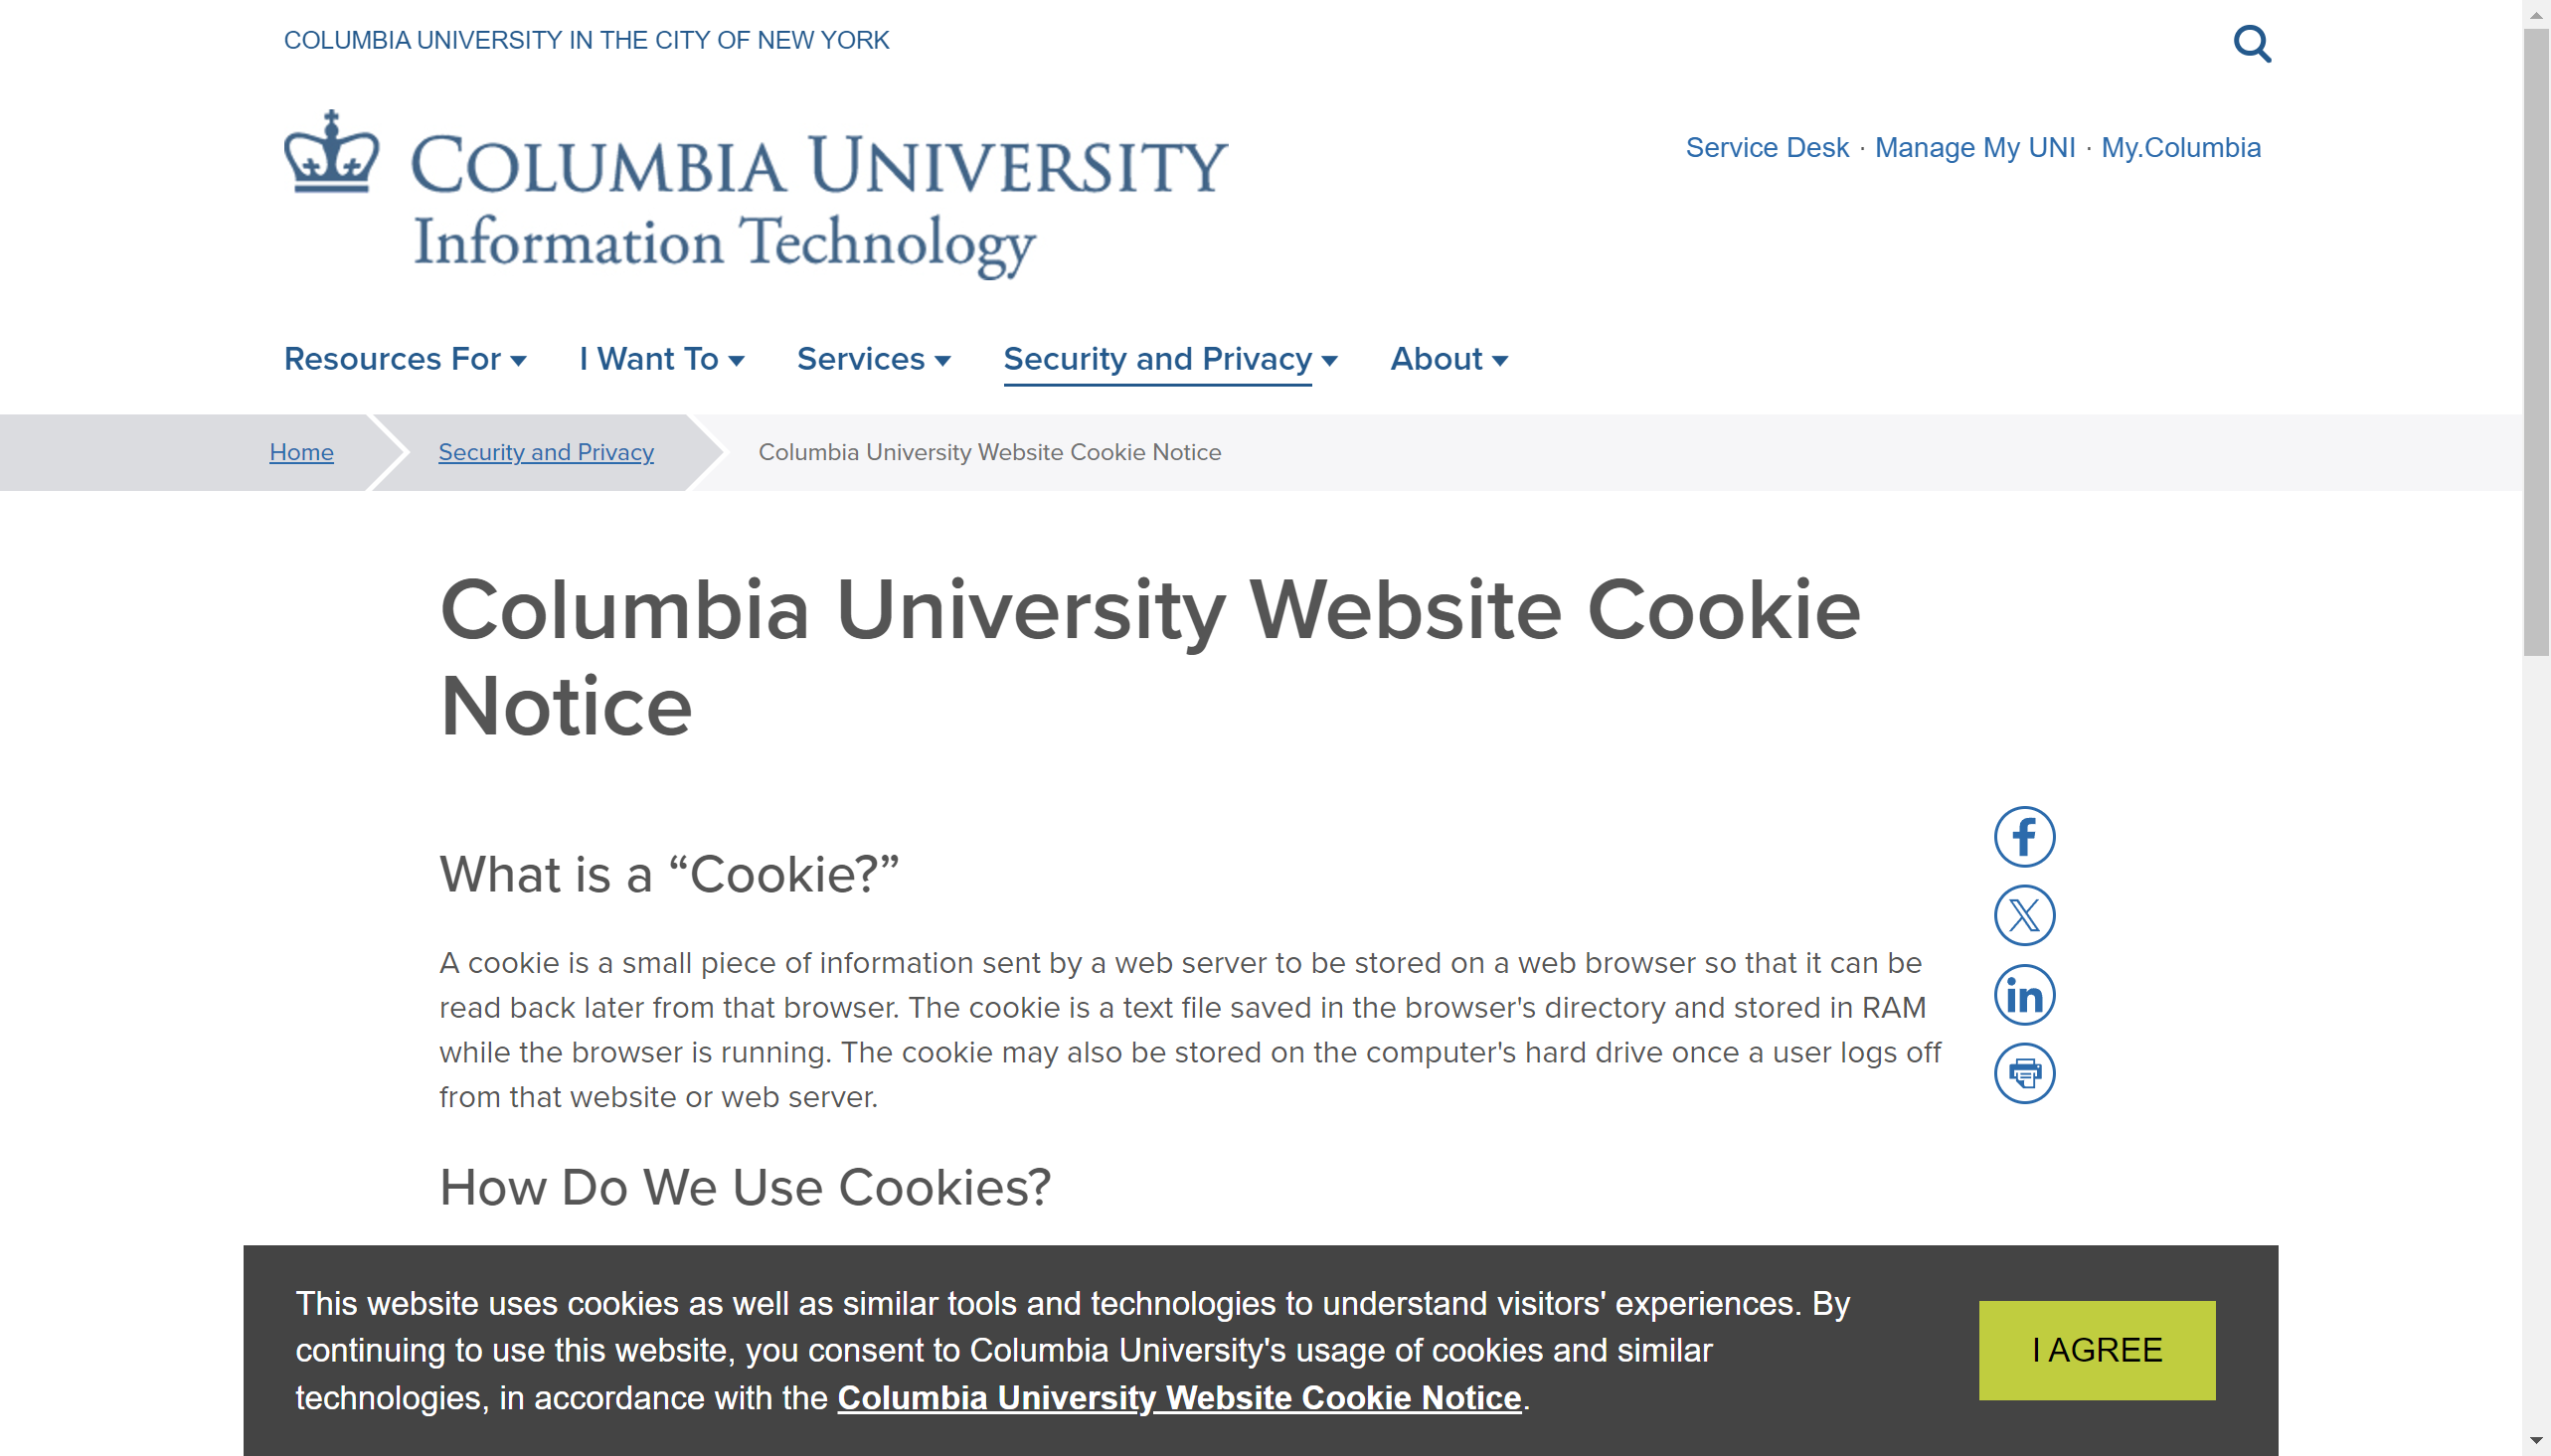 COLUMBIA UNIVERSITY IN THE CITY OF NEW YORK
COLUMBIA UNIVERSITY
Information Technology
Service Desk · Manage My UNI · My.Columbia
Resources For I Want To Services Security and Privacy About
Home Security and Privacy Columbia University Website Cookie Notice
Columbia University Website Cookie
Notice
What is a “Cookie?”
A cookie is a small piece of information sent by a web server to be stored on a web browser so that it can be
read back later from that browser. The cookie is a text file saved in the browser's directory and stored in RAM
while the browser is running. The cookie may also be stored on the computer's hard drive once a user logs off
from that website or web server.
How Do We Use Cookies?
This website uses cookies as well as similar tools and technologies to understand visitors' experiences. By
continuing to use this website, you consent to Columbia University's usage of cookies and similar
technologies, in accordance with the Columbia University Website Cookie Notice.
I AGREE